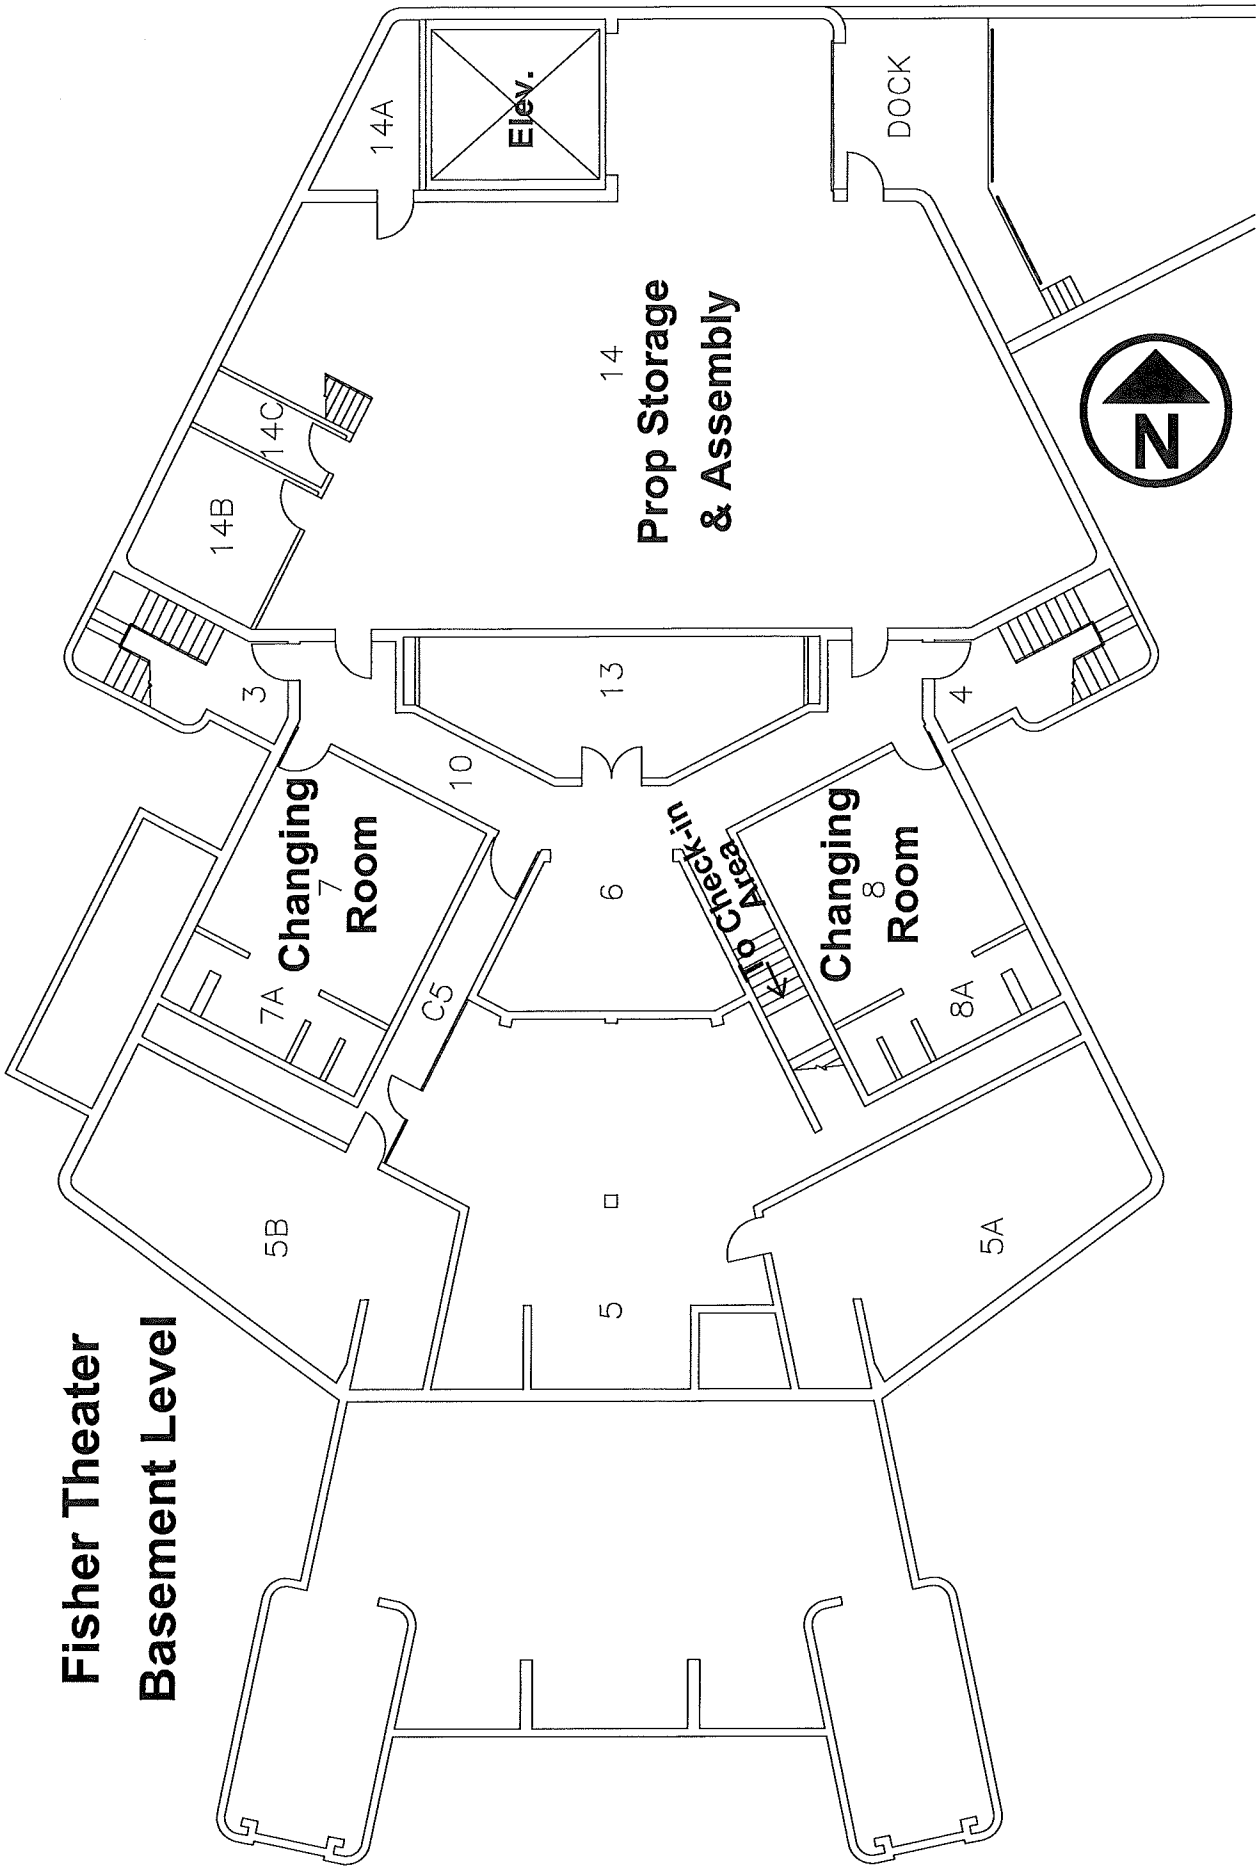 Fisher Theater
Basement Level
14A
Elev.
DOCK
14C
14B
14
Prop Storage
& Assembly
N
3
13
4
10
Changing
7
Room
6
To Check-in
Area
Changing
8
Room
7A
C5
8A
5B
5
5A